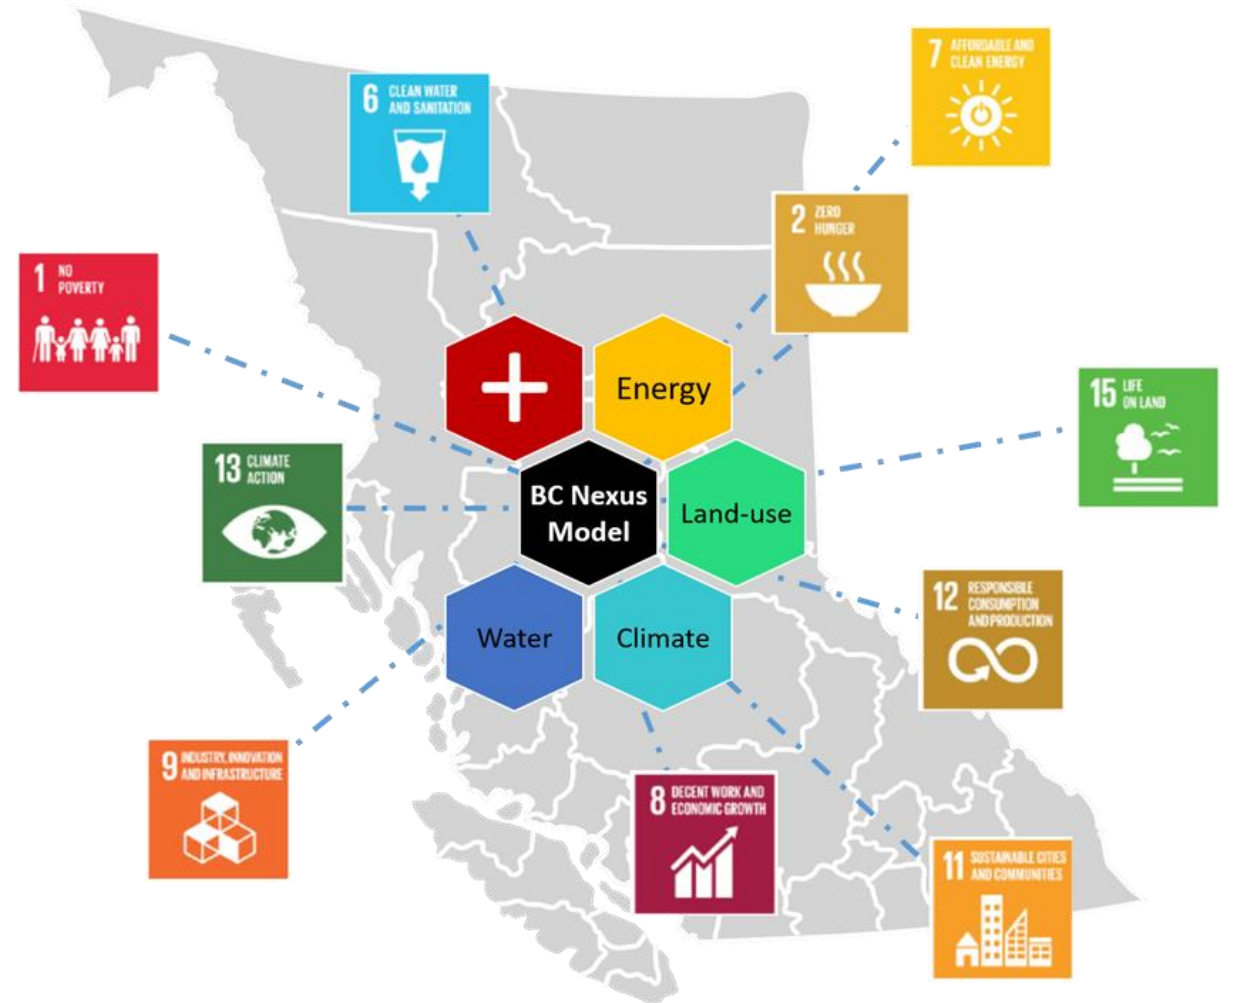 7 AFFORDABLE AND
CLEAN ENERGY
6 CLEAN WATER
AND SANITATION
2 ZERO
HUNGER
1 NO
POVERTY
+
Energy
15 LIFE
ON LAND
13 CLIMATE
ACTION
BC Nexus
Model
Land-use
12 RESPONSIBLE
CONSUMPTION
AND PRODUCTION
Water
Climate
9 INDUSTRY, INNOVATION
AND INFRASTRUCTURE
8 DECENT WORK AND
ECONOMIC GROWTH
11 SUSTAINABLE CITIES
AND COMMUNITIES